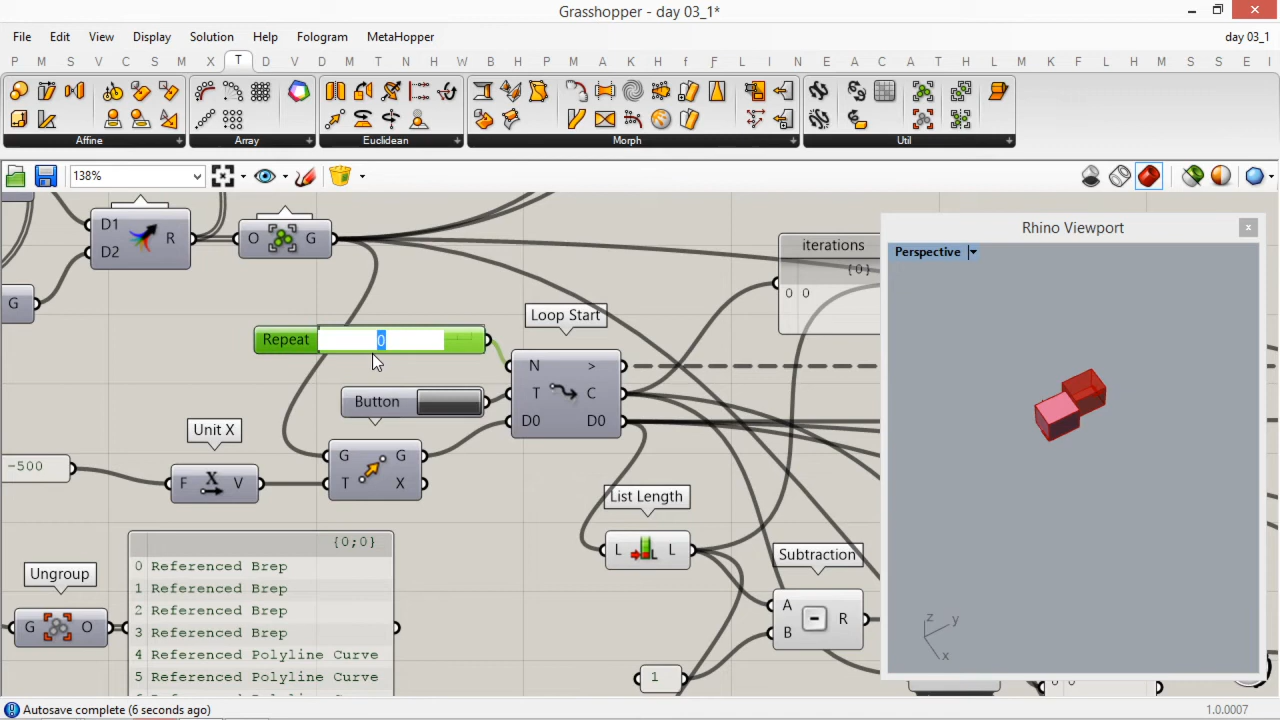 Grasshopper - day 03_1*
File Edit View Display Solution Help Fologram MetaHopper day 03_1
P M S V C S M X T D V T M T N L W B H P M A K f F A D L I N E T A D H L M K M P L S S V E I
Affine Array Euclidean Morph Util
138%
Rhino Viewport
Perspective
D1 R
D2
O G
iterations
{0}
0 0
G
Loop Start
Repeat 0
N >
T C
D0 D0
Button
Unit X
G G
T X
-500
F X V
List Length
L L
Subtraction
A R
B
{0;0}
0 Referenced Brep
1 Referenced Brep
2 Referenced Brep
3 Referenced Brep
4 Referenced Polyline Curve
5 Referenced Polyline Curve
Ungroup
G O
1
z
y
x
Autosave complete (6 seconds ago) 1.0.0007